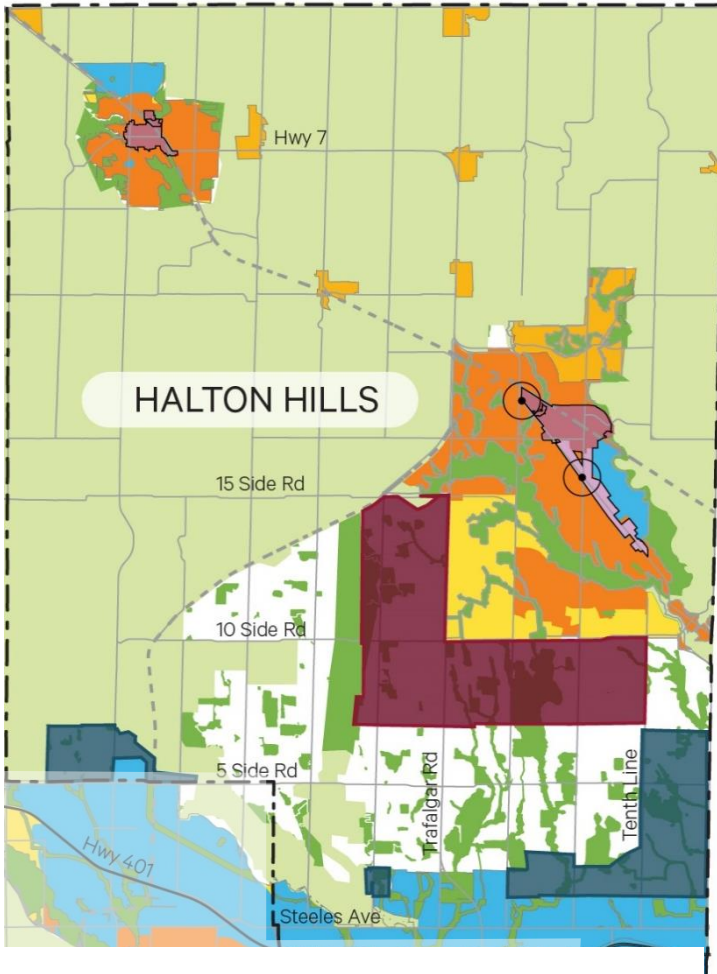 Hwy 7
HALTON HILLS
15 Side Rd
10 Side Rd
5 Side Rd
Trafalgar Rd
Tenth Line
Hwy 401
Steeles Ave